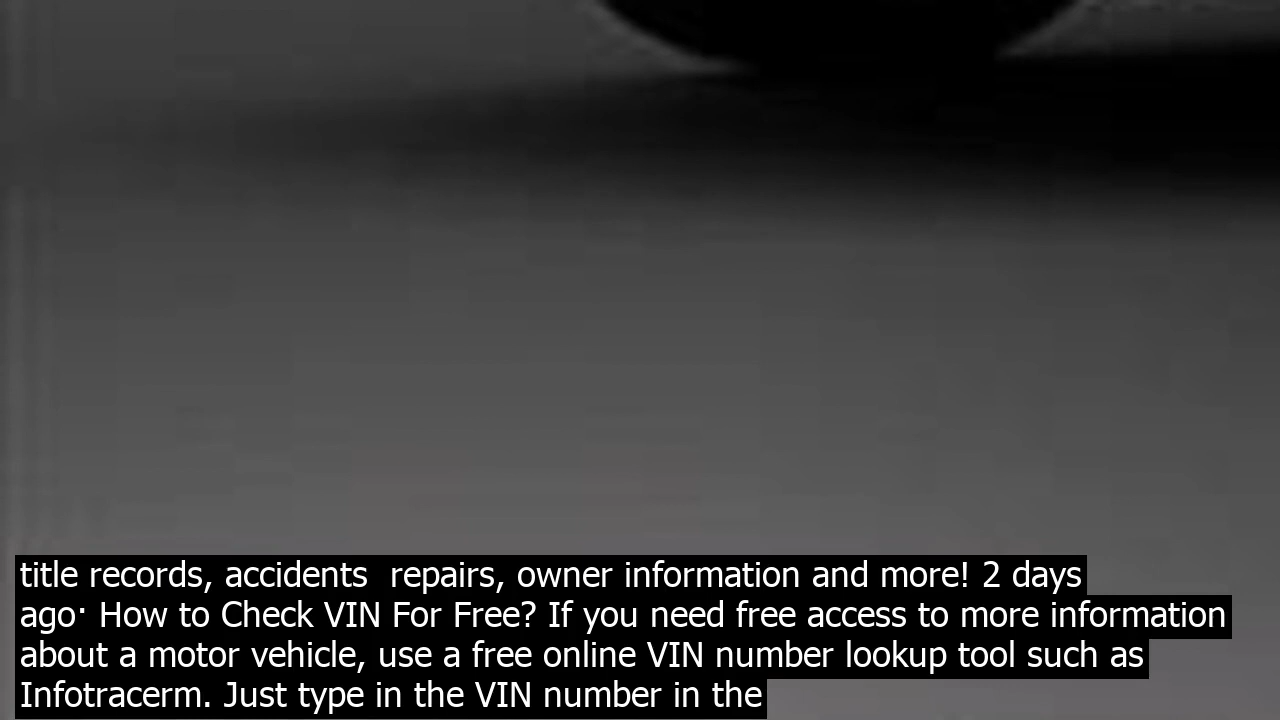 title records, accidents  repairs, owner information and more! 2 days
ago· How to Check VIN For Free? If you need free access to more information
about a motor vehicle, use a free online VIN number lookup tool such as
Infotracerm. Just type in the VIN number in the